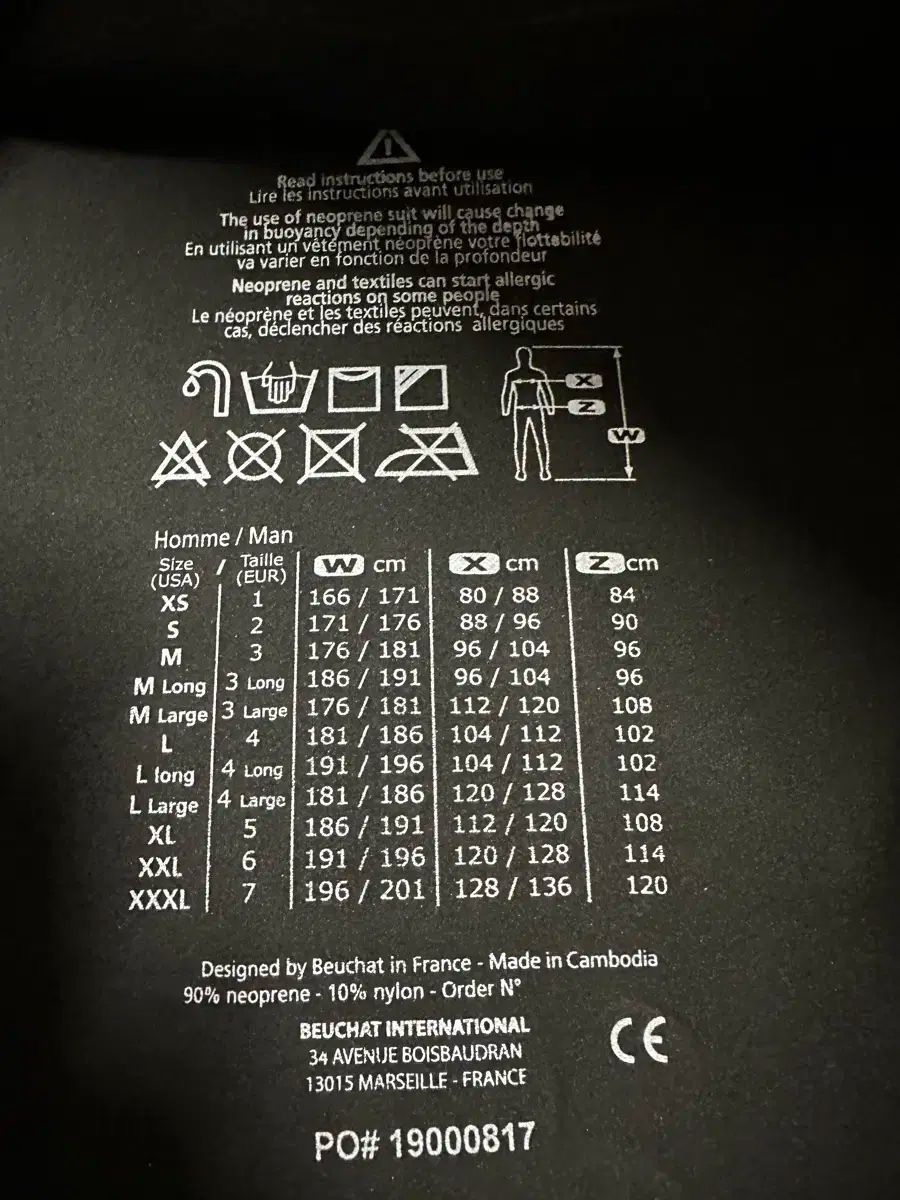 Read instructions before use
Lire les instructions avant utilisation
The use of neoprene suit will cause change
in buoyancy depending of the depth
En utilisant un vêtement néoprène votre flottabilité
va varier en fonction de la profondeur
Neoprene and textiles can start allergic
reactions on some people
Le néoprène et les textiles peuvent, dans certains
cas, déclencher des réactions allergiques
X
Z
W
Homme / Man
Size (USA) / Taille (EUR) W cm X cm Z cm
XS 1 166 / 171 80 / 88 84
S 2 171 / 176 88 / 96 90
M 3 176 / 181 96 / 104 96
M Long 3 Long 186 / 191 96 / 104 96
M Large 3 Large 176 / 181 112 / 120 108
L 4 181 / 186 104 / 112 102
L long 4 Long 191 / 196 104 / 112 102
L Large 4 Large 181 / 186 120 / 128 114
XL 5 186 / 191 112 / 120 108
XXL 6 191 / 196 120 / 128 114
XXXL 7 196 / 201 128 / 136 120
Designed by Beuchat in France - Made in Cambodia
90% neoprene - 10% nylon - Order N°
BEUCHAT INTERNATIONAL
34 AVENUE BOISBAUDRAN
13015 MARSEILLE - FRANCE
CE
PO# 19000817